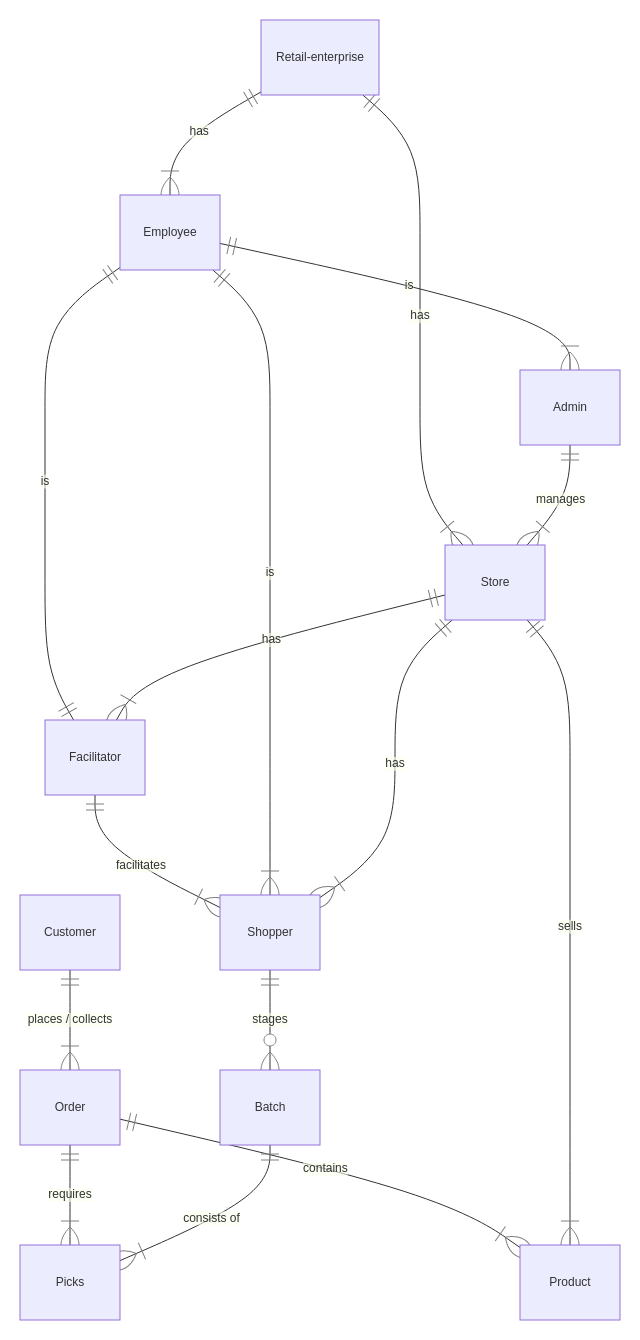 Retail-enterprise
has
Employee
is
has
Admin
is
manages
is
Store
has
Facilitator
has
facilitates
Customer
Shopper
sells
places / collects
stages
Order
Batch
contains
requires
consists of
Picks
Product